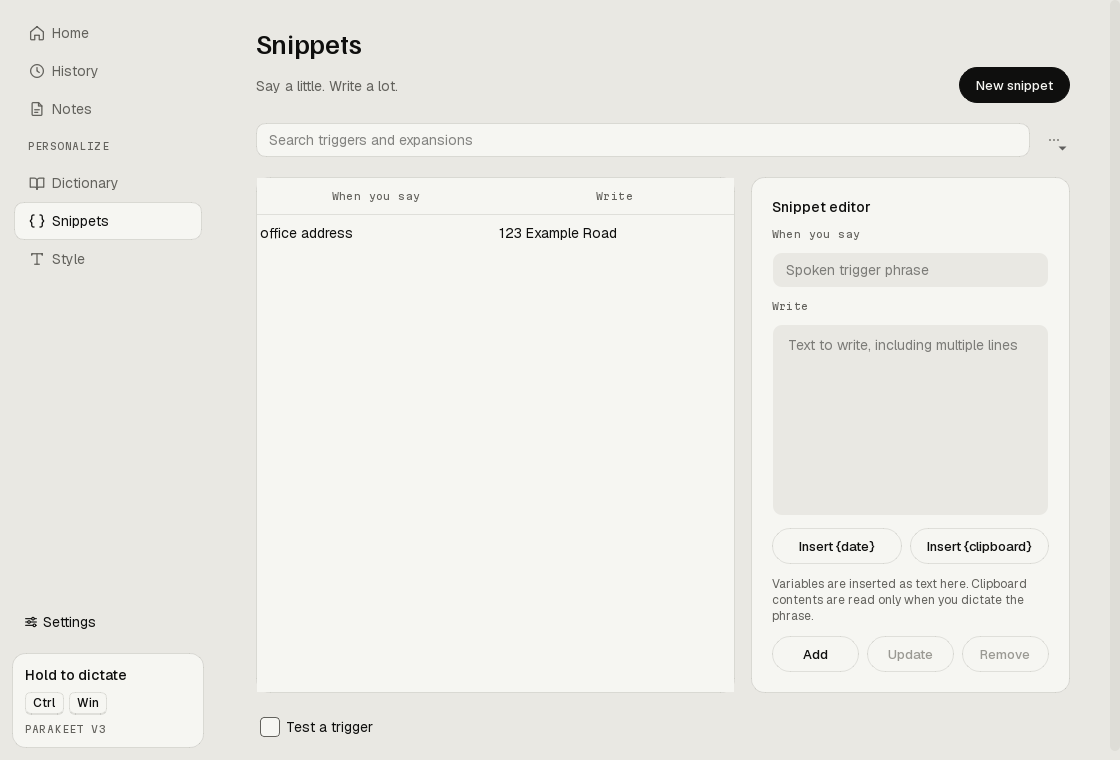 Home
History
Notes
PERSONALIZE
Dictionary
Snippets
Style
Settings
Hold to dictate
Ctrl Win
PARAKEET V3
Snippets
Say a little. Write a lot.
New snippet
Search triggers and expansions
...
When you say Write
office address 123 Example Road
Test a trigger
Snippet editor
When you say
Spoken trigger phrase
Write
Text to write, including multiple lines
Insert {date} Insert {clipboard}
Variables are inserted as text here. Clipboard
contents are read only when you dictate the
phrase.
Add Update Remove